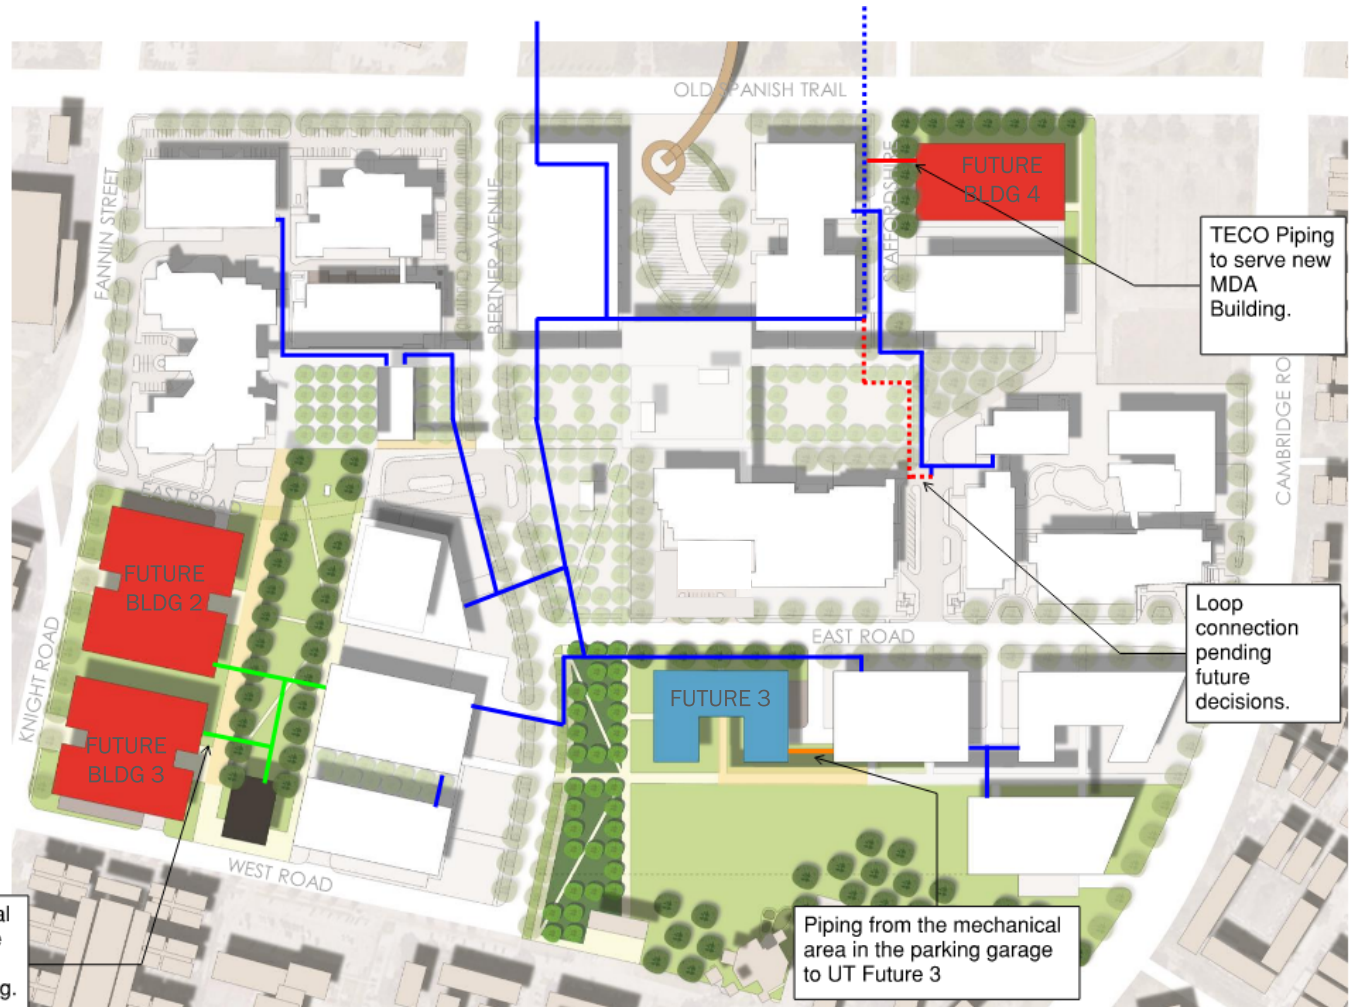 OLD SPANISH TRAIL
FANNIN STREET
BERTNER AVENUE
STAFFORDSHIRE
FUTURE
BLDG 4
TECO Piping
to serve new
MDA
Building.
CAMBRIDGE RO
EAST ROAD
FUTURE
BLDG 2
KNIGHT ROAD
FUTURE
BLDG 3
WEST ROAD
EAST ROAD
FUTURE 3
Loop
connection
pending
future
decisions.
Piping from the mechanical
area in the parking garage
to UT Future 3
al
e
g.